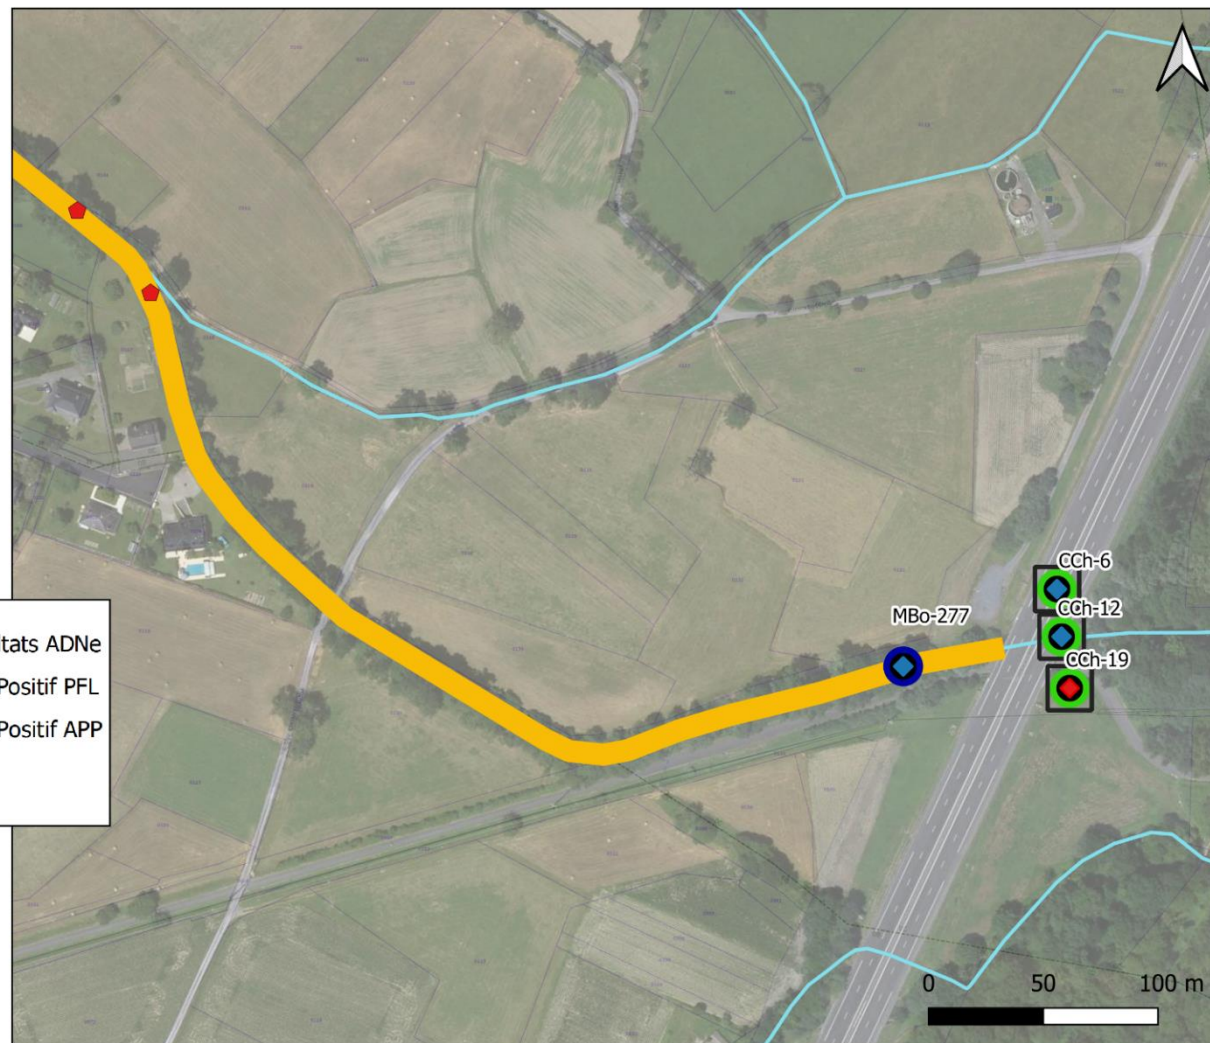 CCh-6
CCh-12
MBo-277
CCh-19
tats ADNe
Positif PFL
Positif APP
0 50 100 m